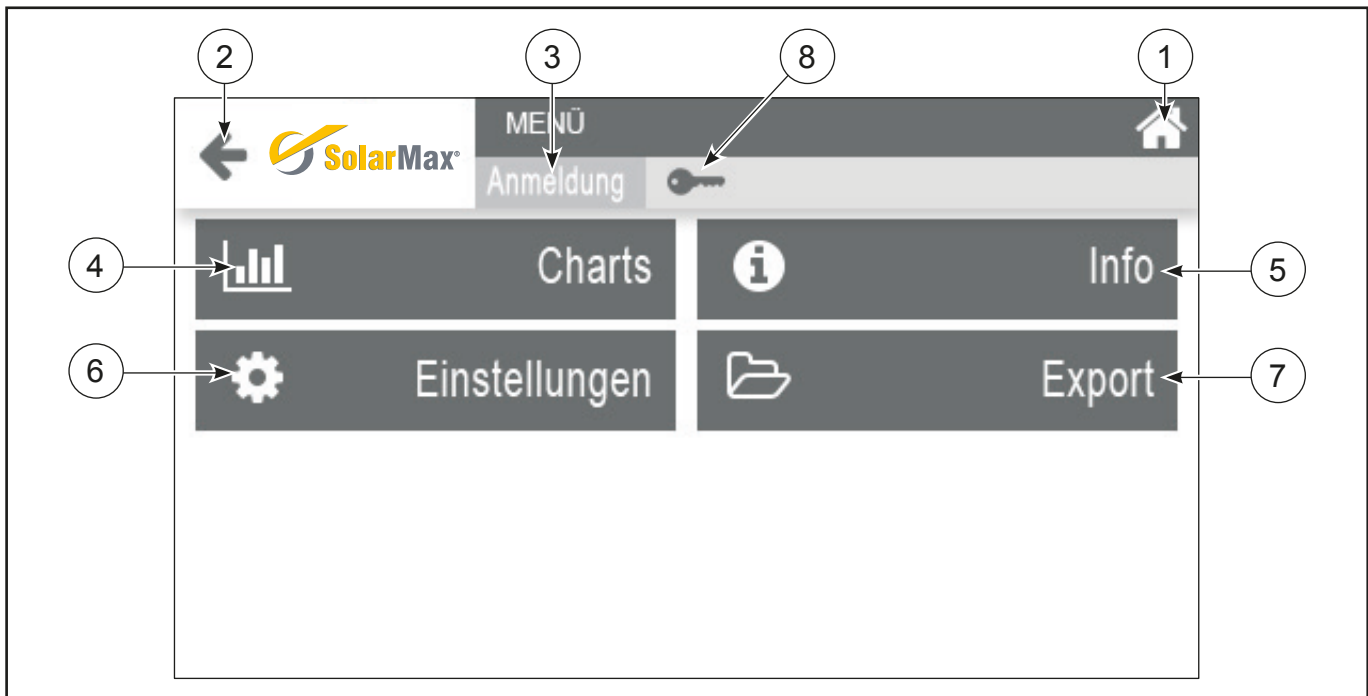 2 3 8 1
MENÜ
SolarMax®
Anmeldung
4 Charts Info 5
6 Einstellungen Export 7